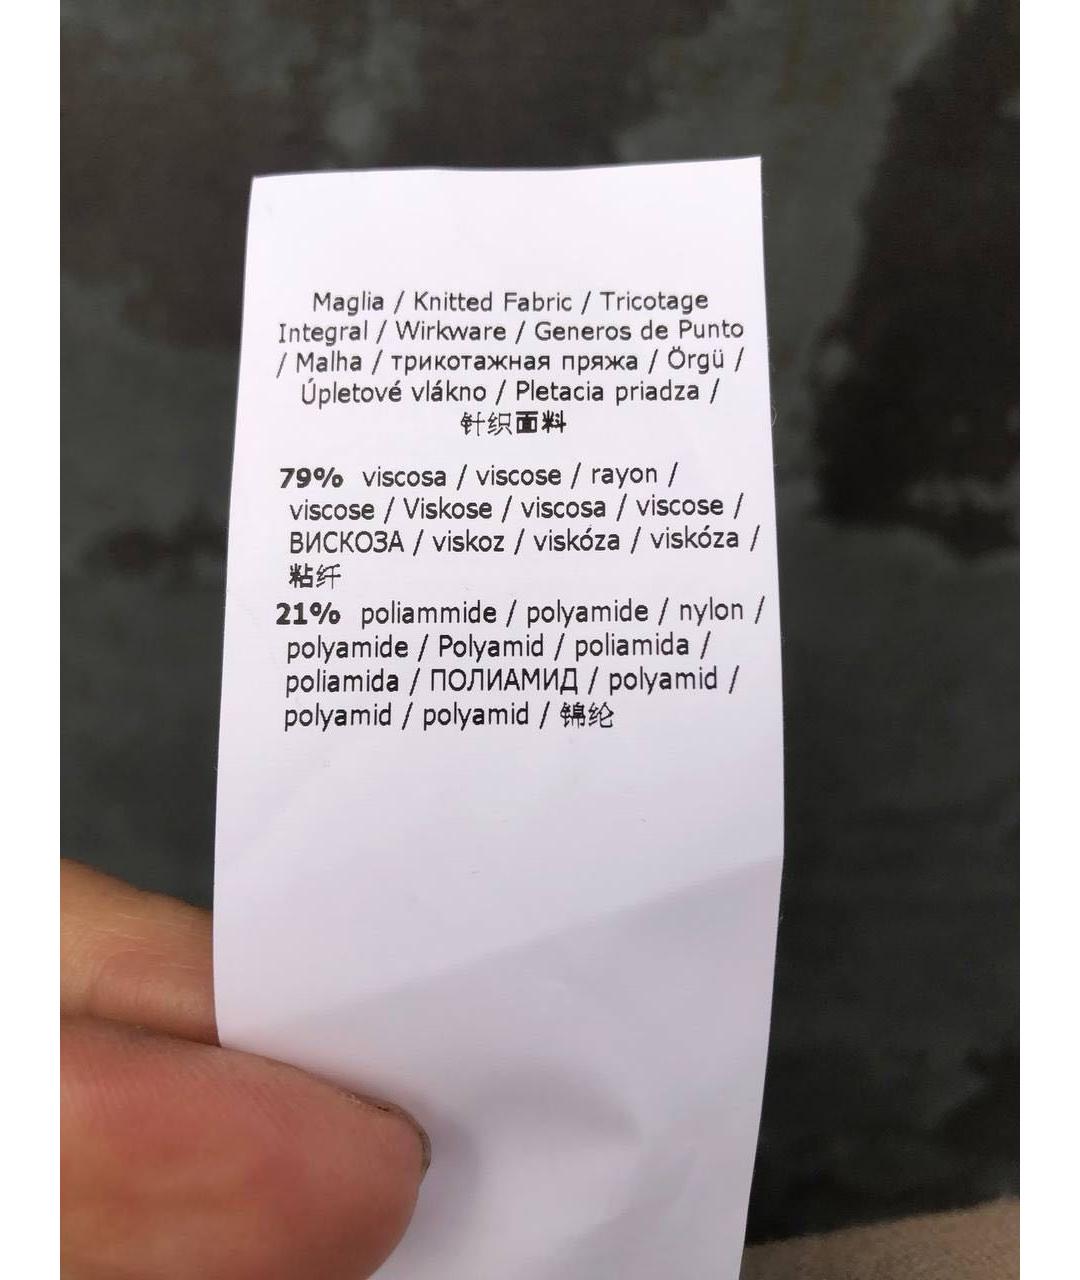 Maglia / Knitted Fabric / Tricotage
Integral / Wirkware / Generos de Punto
/ Malha / трикотажная пряжа / Örgü /
Úpletové vlákno / Pletacia priadza /
针织面料
79% viscosa / viscose / rayon /
viscose / Viskose / viscosa / viscose /
ВИСКОЗА / viskoz / viskóza / viskóza /
粘纤
21% poliammide / polyamide / nylon /
polyamide / Polyamid / poliamida /
poliamida / ПОЛИАМИД / polyamid /
polyamid / polyamid / 锦纶